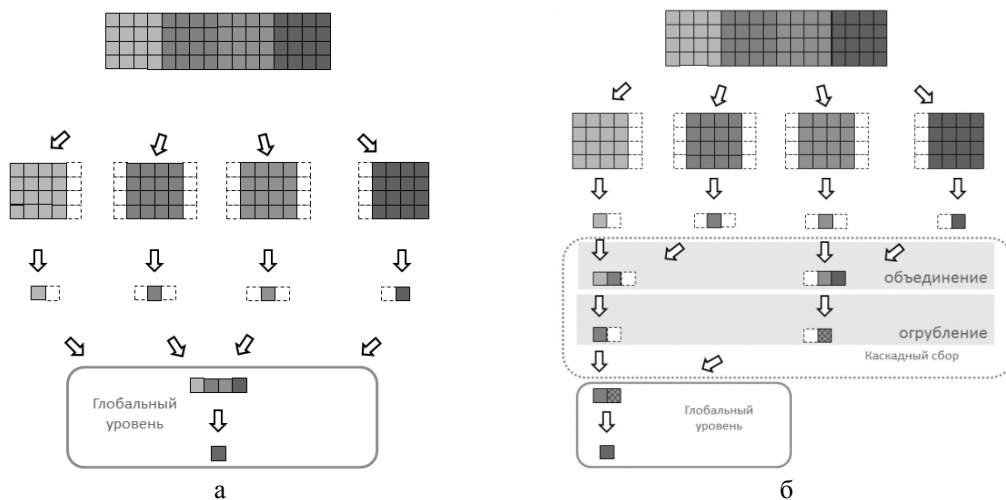 объединение
огрубление
Каскадный сбор
Глобальный
уровень
Глобальный
уровень
а
б